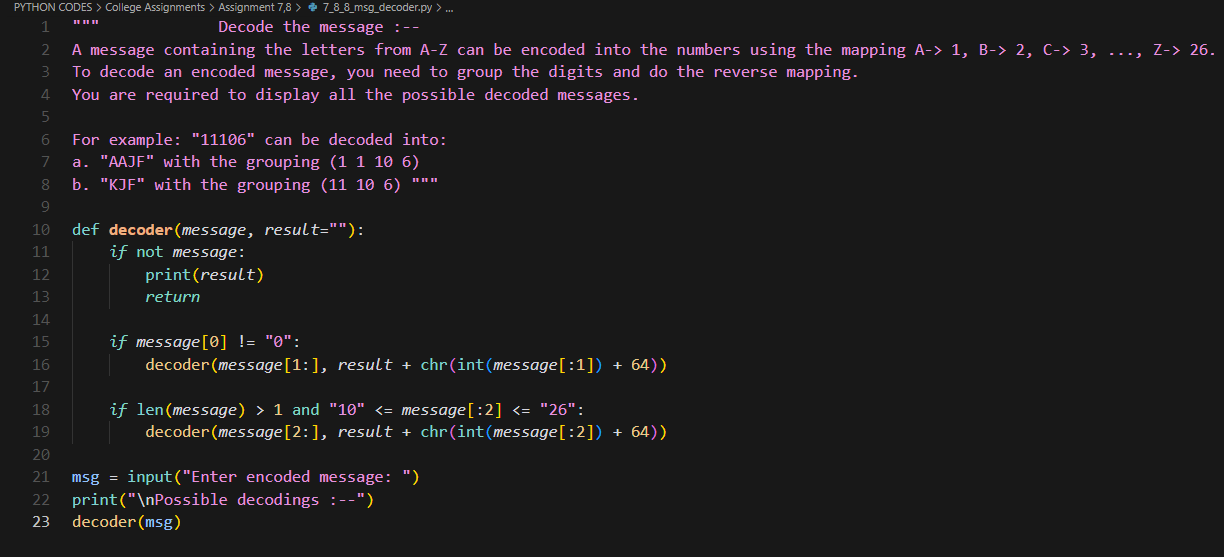 PYTHON CODES > College Assignments > Assignment 7,8 > 7_8_8_msg_decoder.py > ...
1 """ Decode the message :--
2 A message containing the letters from A-Z can be encoded into the numbers using the mapping A-> 1, B-> 2, C-> 3, ..., Z-> 26.
3 To decode an encoded message, you need to group the digits and do the reverse mapping.
4 You are required to display all the possible decoded messages.
5
6 For example: "11106" can be decoded into:
7 a. "AAJF" with the grouping (1 1 10 6)
8 b. "KJF" with the grouping (11 10 6) """
9
10 def decoder(message, result=""):
11     if not message:
12         print(result)
13         return
14
15     if message[0] != "0":
16         decoder(message[1:], result + chr(int(message[:1]) + 64))
17
18     if len(message) > 1 and "10" <= message[:2] <= "26":
19         decoder(message[2:], result + chr(int(message[:2]) + 64))
20
21 msg = input("Enter encoded message: ")
22 print("\nPossible decodings :--")
23 decoder(msg)